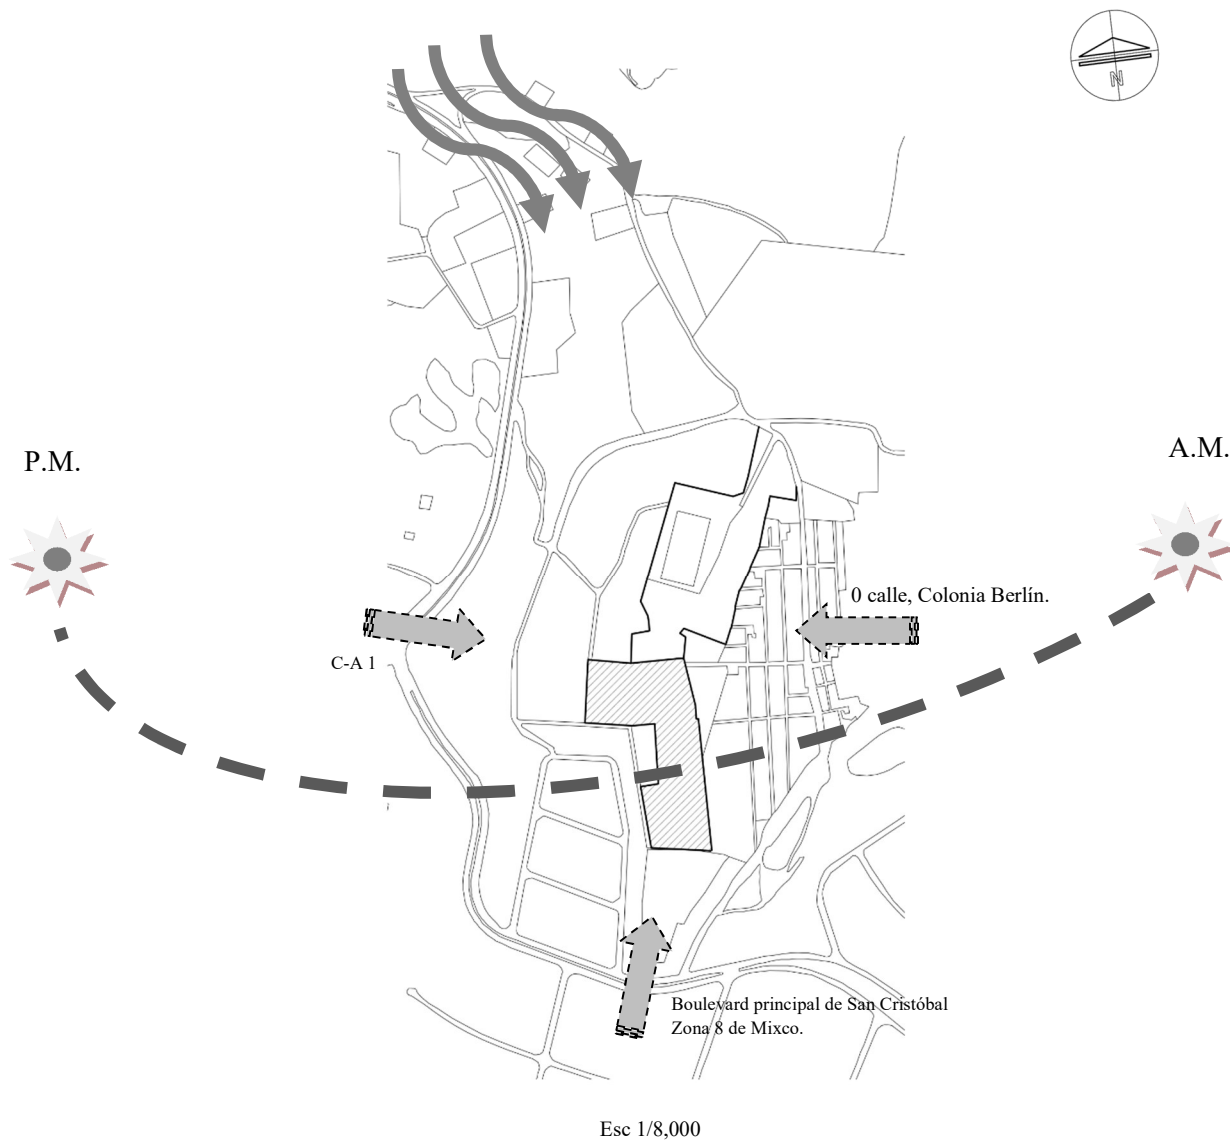 N
P.M.
A.M.
0 calle, Colonia Berlín.
C-A 1
Boulevard principal de San Cristóbal
Zona 8 de Mixco.
Esc 1/8,000